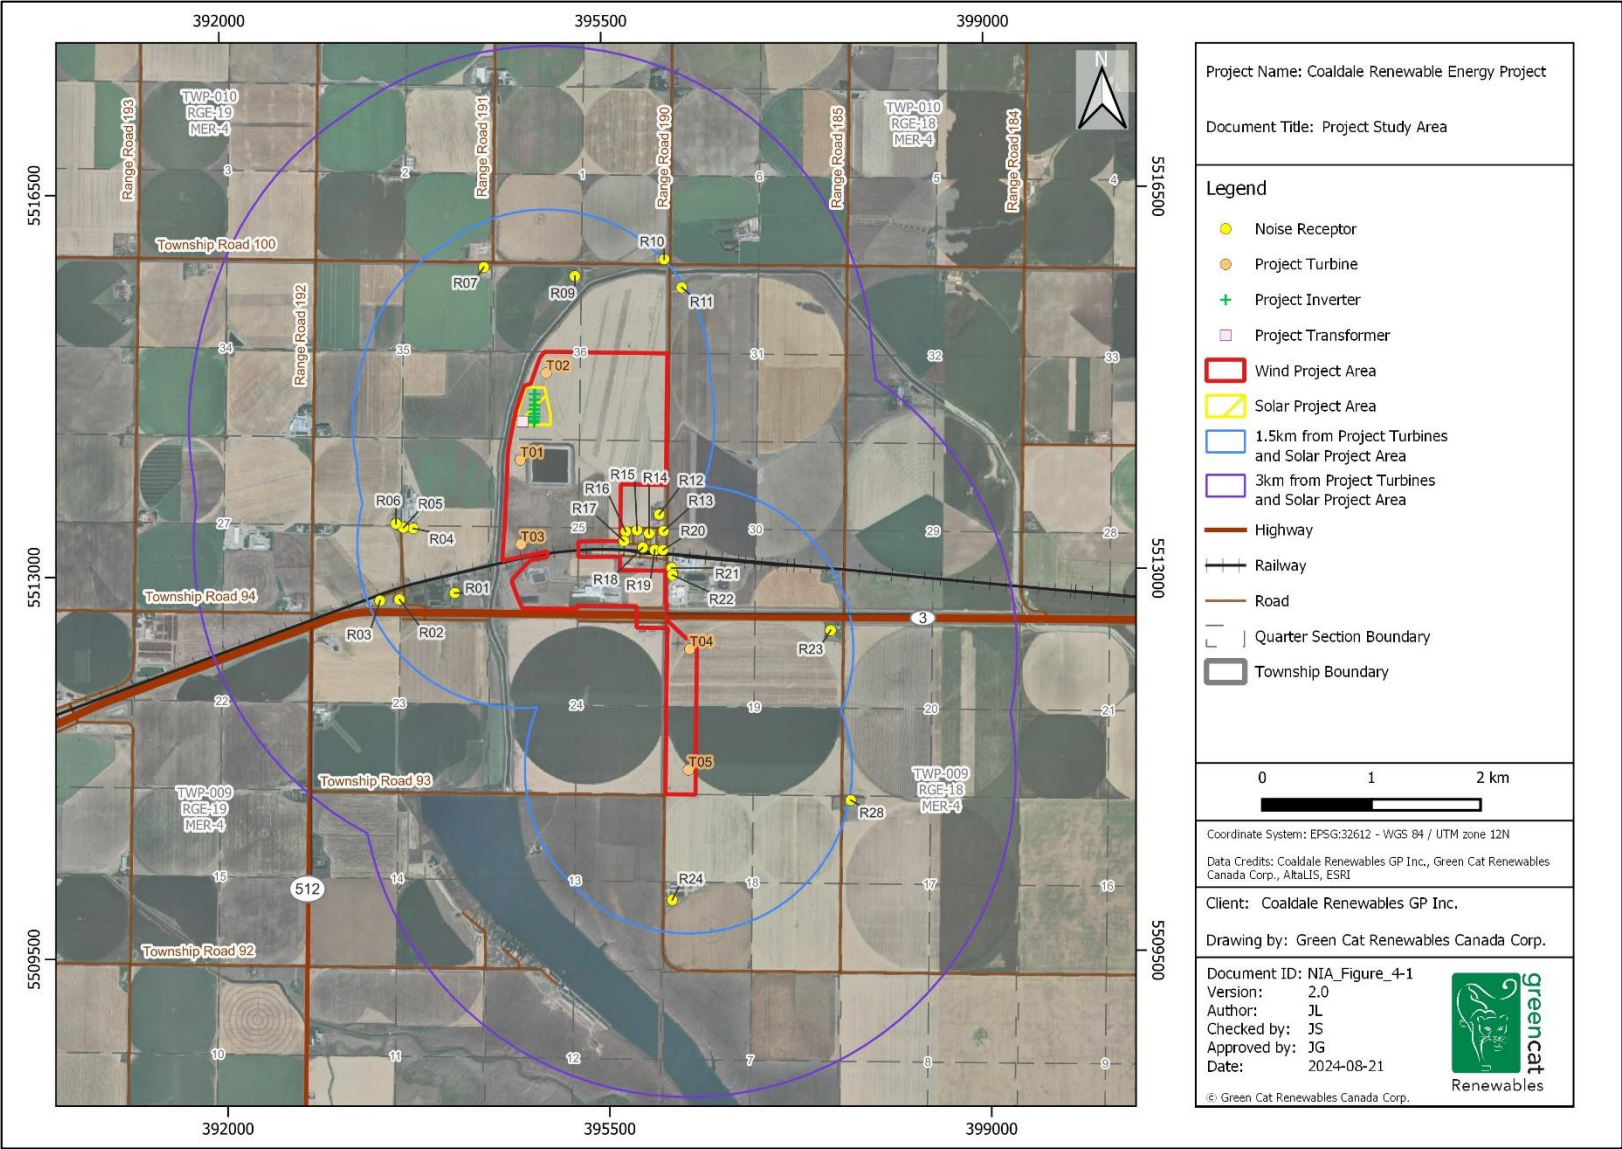 392000
395500
399000
Project Name: Coaldale Renewable Energy Project
Document Title: Project Study Area
Legend
Noise Receptor
Project Turbine
Project Inverter
Project Transformer
Wind Project Area
Solar Project Area
1.5km from Project Turbines
and Solar Project Area
3km from Project Turbines
and Solar Project Area
Highway
Railway
Road
Quarter Section Boundary
Township Boundary
0 1 2 km
Coordinate System: EPSG:32612 - WGS 84 / UTM zone 12N
Data Credits: Coaldale Renewables GP Inc., Green Cat Renewables
Canada Corp., AltaLIS, ESRI
Client: Coaldale Renewables GP Inc.
Drawing by: Green Cat Renewables Canada Corp.
Document ID: NIA_Figure_4-1
Version: 2.0
Author: JL
Checked by: JS
Approved by: JG
Date: 2024-08-21
© Green Cat Renewables Canada Corp.
greencat
Renewables
N
TWP-010
RGE-19
MER-4
TWP-010
RGE-18
MER-4
Range Road 193
Range Road 191
Range Road 190
Range Road 185
Range Road 184
3
2
1
6
5
4
5516500
5516500
Township Road 100
R07
R09
R10
R11
Range Road 192
34
35
36
31
32
33
T02
T01
R15
R14
R12
R16
R13
R17
R06
R05
R04
R20
27
25
30
29
28
T03
R18
R19
R21
R22
5513000
5513000
Township Road 94
R01
R03
R02
3
R23
T04
22
23
24
19
20
21
T05
Township Road 93
TWP-009
RGE-19
MER-4
TWP-009
RGE-18
MER-4
R28
R24
15
14
13
18
17
16
512
Township Road 92
5509500
5509500
10
11
12
7
8
9
392000
395500
399000